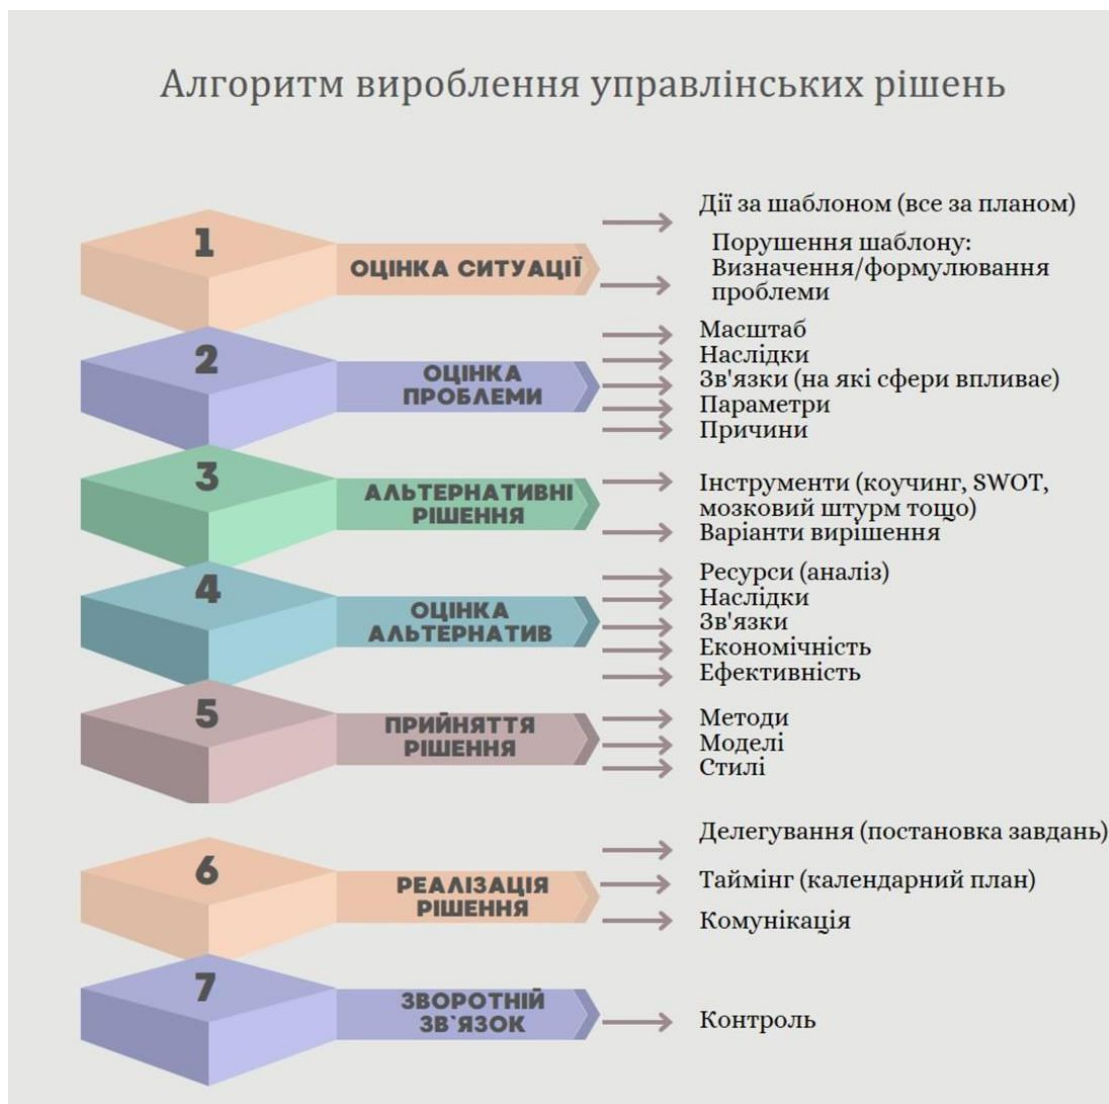 Алгоритм вироблення управлінських рішень
1
ОЦІНКА СИТУАЦІЇ
Дії за шаблоном (все за планом)
Порушення шаблону:
Визначення/формулювання
проблеми
2
ОЦІНКА
ПРОБЛЕМИ
Масштаб
Наслідки
Зв'язки (на які сфери впливає)
Параметри
Причини
3
АЛЬТЕРНАТИВНІ
РІШЕННЯ
Інструменти (коучинг, SWOT,
мозковий штурм тощо)
Варіанти вирішення
4
ОЦІНКА
АЛЬТЕРНАТИВ
Ресурси (аналіз)
Наслідки
Зв'язки
Економічність
Ефективність
5
ПРИЙНЯТТЯ
РІШЕННЯ
Методи
Моделі
Стилі
6
РЕАЛІЗАЦІЯ
РІШЕННЯ
Делегування (постановка завдань)
Таймінг (календарний план)
Комунікація
7
ЗВОРОТНІЙ
ЗВ`ЯЗОК
Контроль